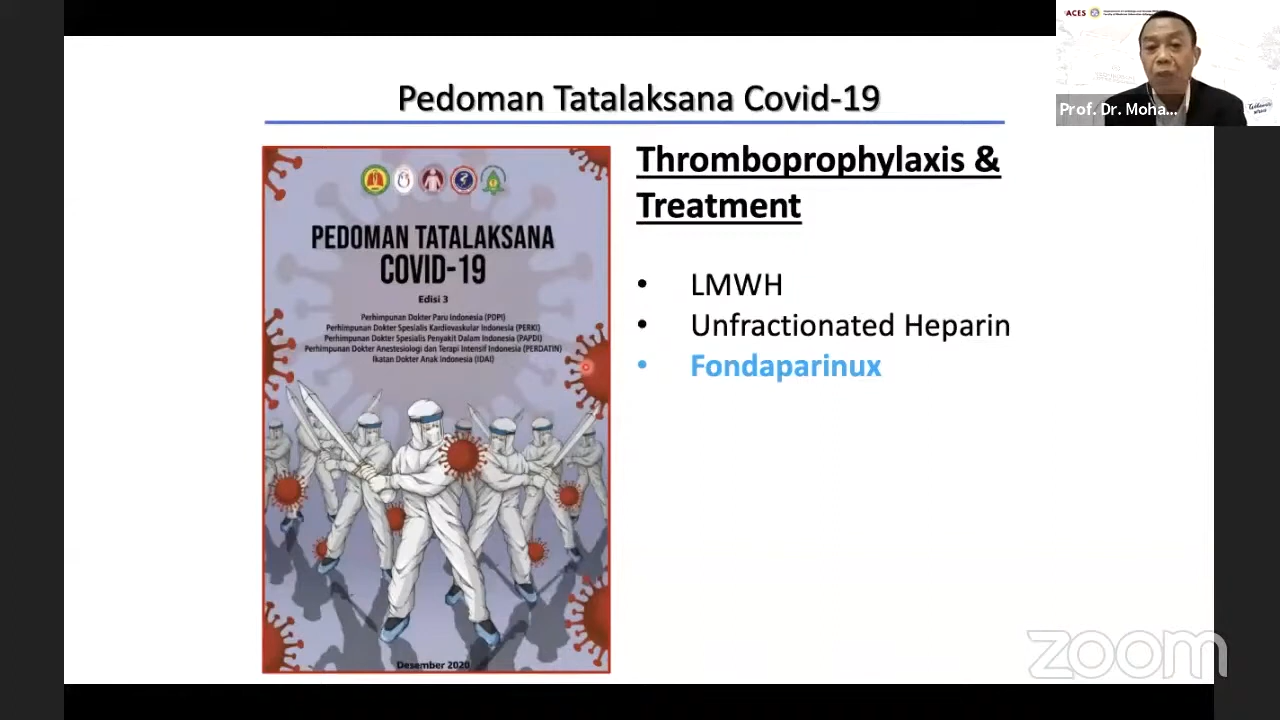 Pedoman Tatalaksana Covid-19
PEDOMAN TATALAKSANA
COVID-19
Edisi 3
Perhimpunan Dokter Paru Indonesia (PDPI)
Perhimpunan Dokter Spesialis Kardiovaskular Indonesia (PERKI)
Perhimpunan Dokter Spesialis Penyakit Dalam Indonesia (PAPDI)
Perhimpunan Dokter Anestesiologi dan Terapi Intensif Indonesia (PERDATIN)
Ikatan Dokter Anak Indonesia (IDAI)
Desember 2020
Thromboprophylaxis &
Treatment
• LMWH
• Unfractionated Heparin
• Fondaparinux
ACES
Prof. Dr. Moha...
zoom